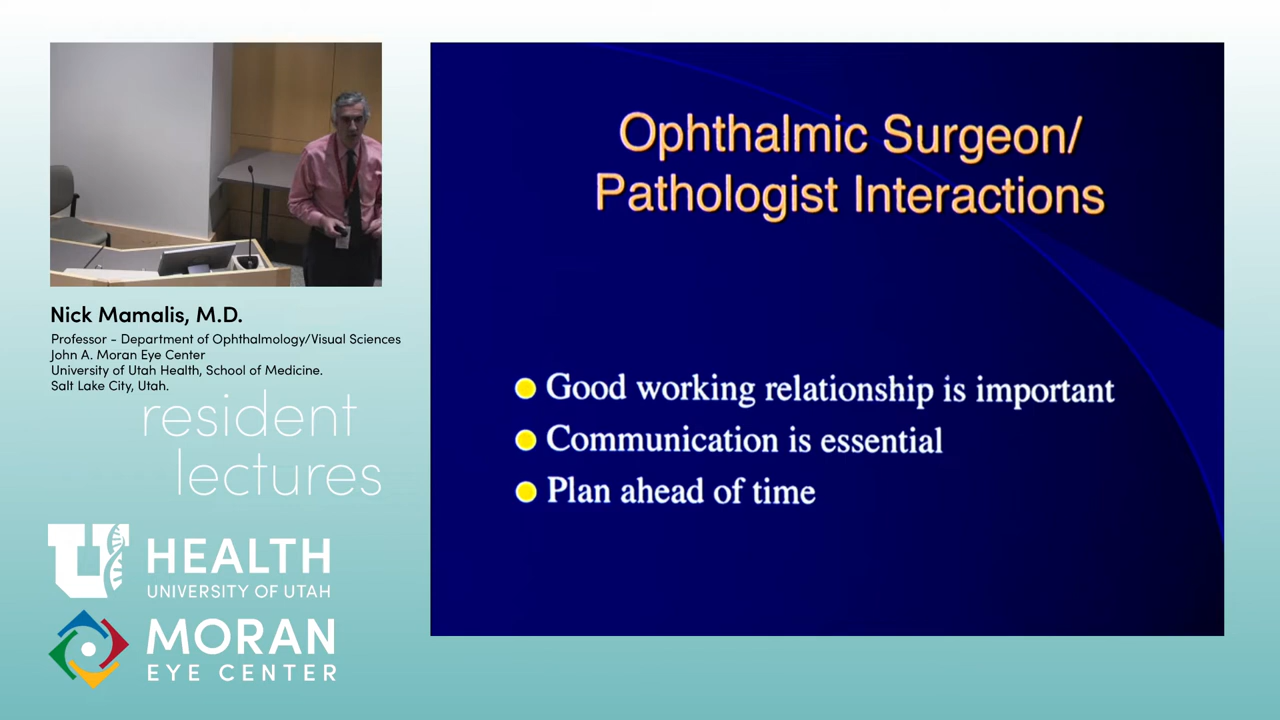 Ophthalmic Surgeon/
Pathologist Interactions
Good working relationship is important
Communication is essential
Plan ahead of time
Nick Mamalis, M.D.
Professor - Department of Ophthalmology/Visual Sciences
John A. Moran Eye Center
University of Utah Health, School of Medicine.
Salt Lake City, Utah.
resident
lectures
U HEALTH
UNIVERSITY OF UTAH
MORAN
EYE CENTER